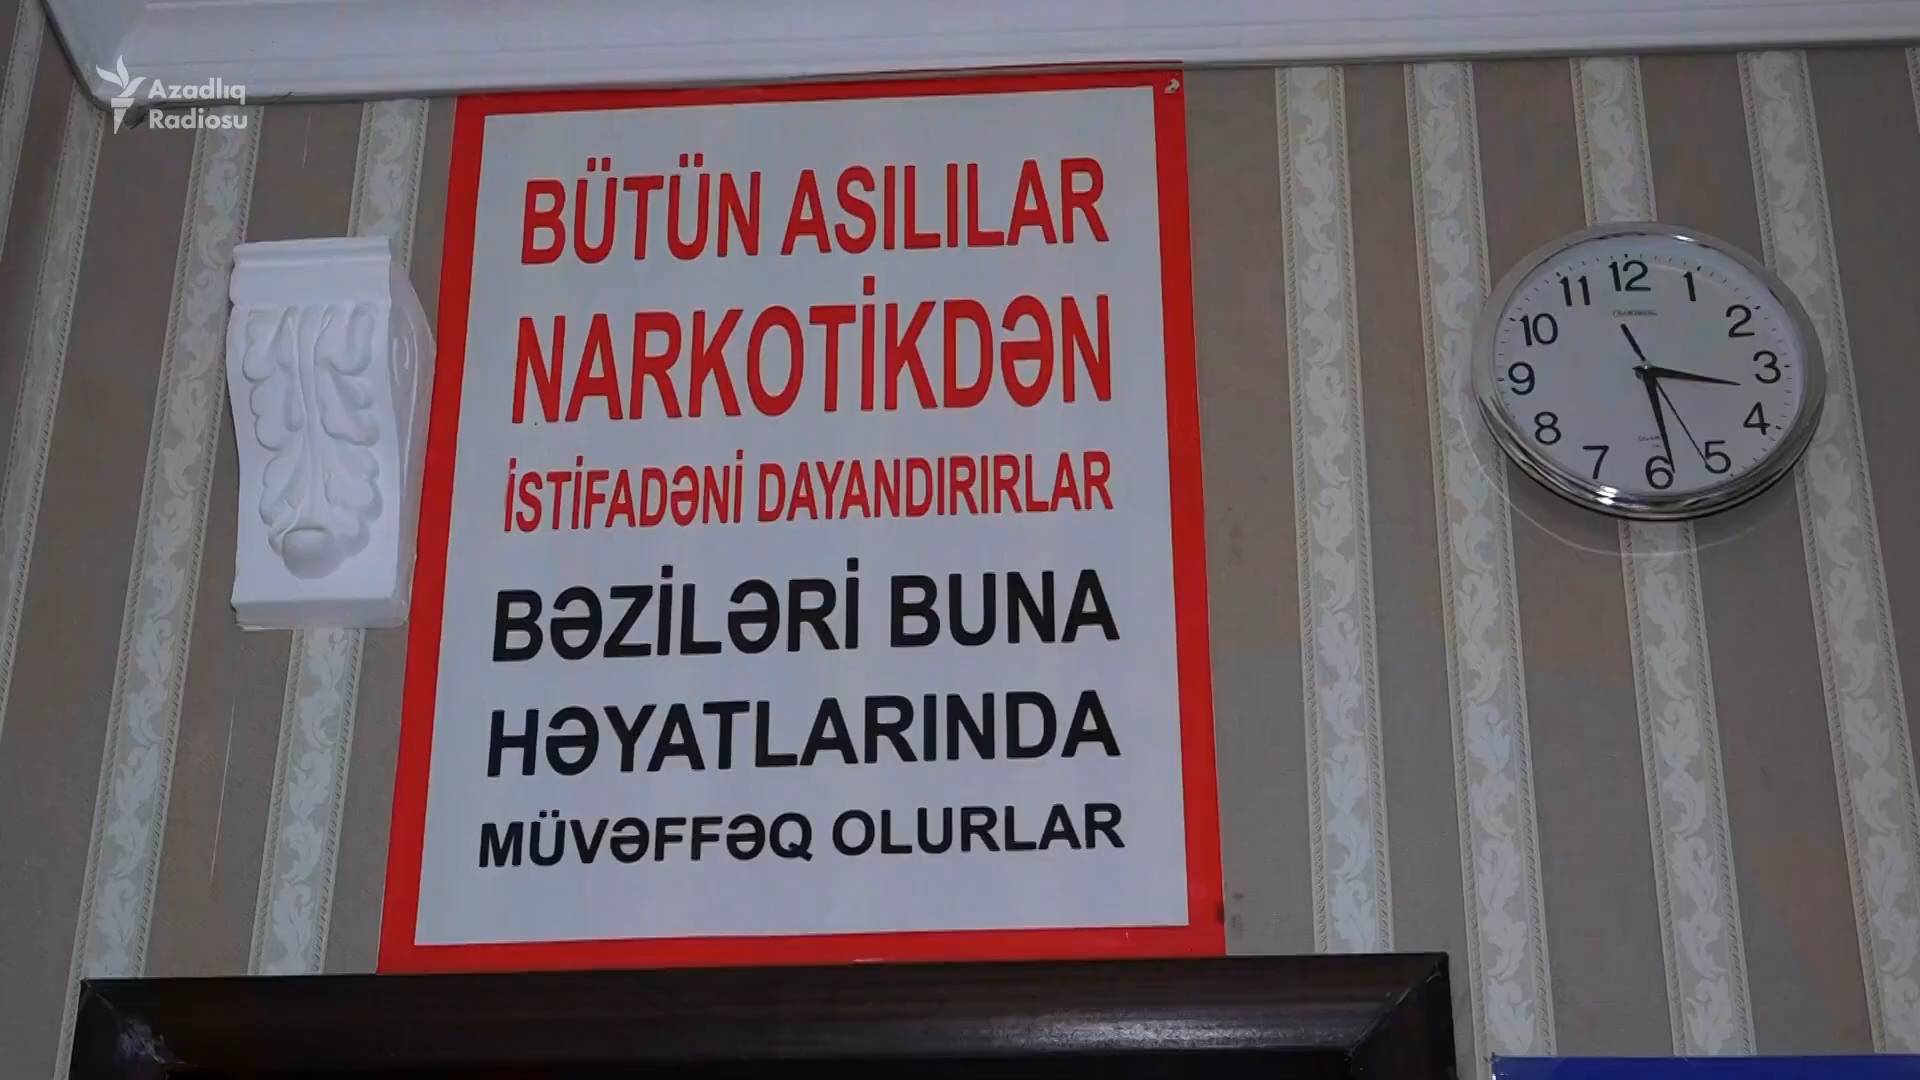 Azadlıq
Radiosu
BÜTÜN ASILILAR
NARKOTİKDƏN
İSTİFADƏNİ DAYANDIRIRLAR
BƏZİLƏRİ BUNA
HƏYATLARINDA
MÜVƏFFƏQ OLURLAR
12
11 1
10 2
9 3
8 4
7 6 5